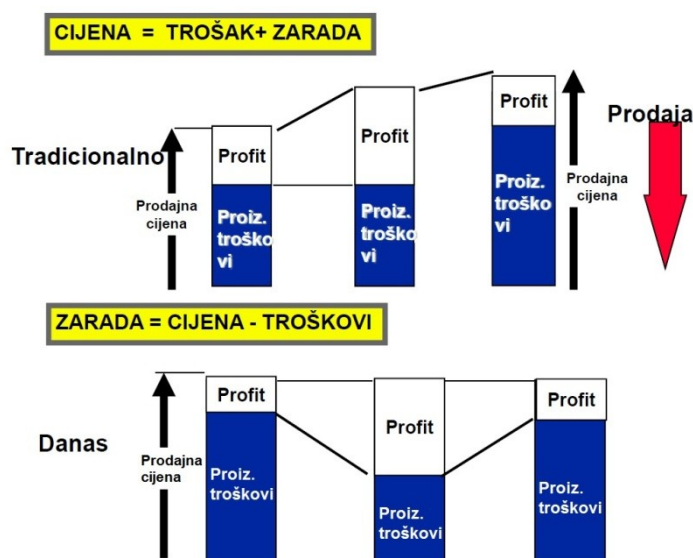 CIJENA = TROŠAK+ ZARADA
Tradicionalno
Prodajna
cijena
Profit
Proiz.
troško
vi
Profit
Proiz.
troško
vi
Profit
Proiz.
troško
vi
Prodajna
cijena
Prodaja
ZARADA = CIJENA - TROŠKOVI
Danas
Prodajna
cijena
Profit
Proiz.
troškovi
Profit
Proiz.
troškovi
Profit
Proiz.
troškovi